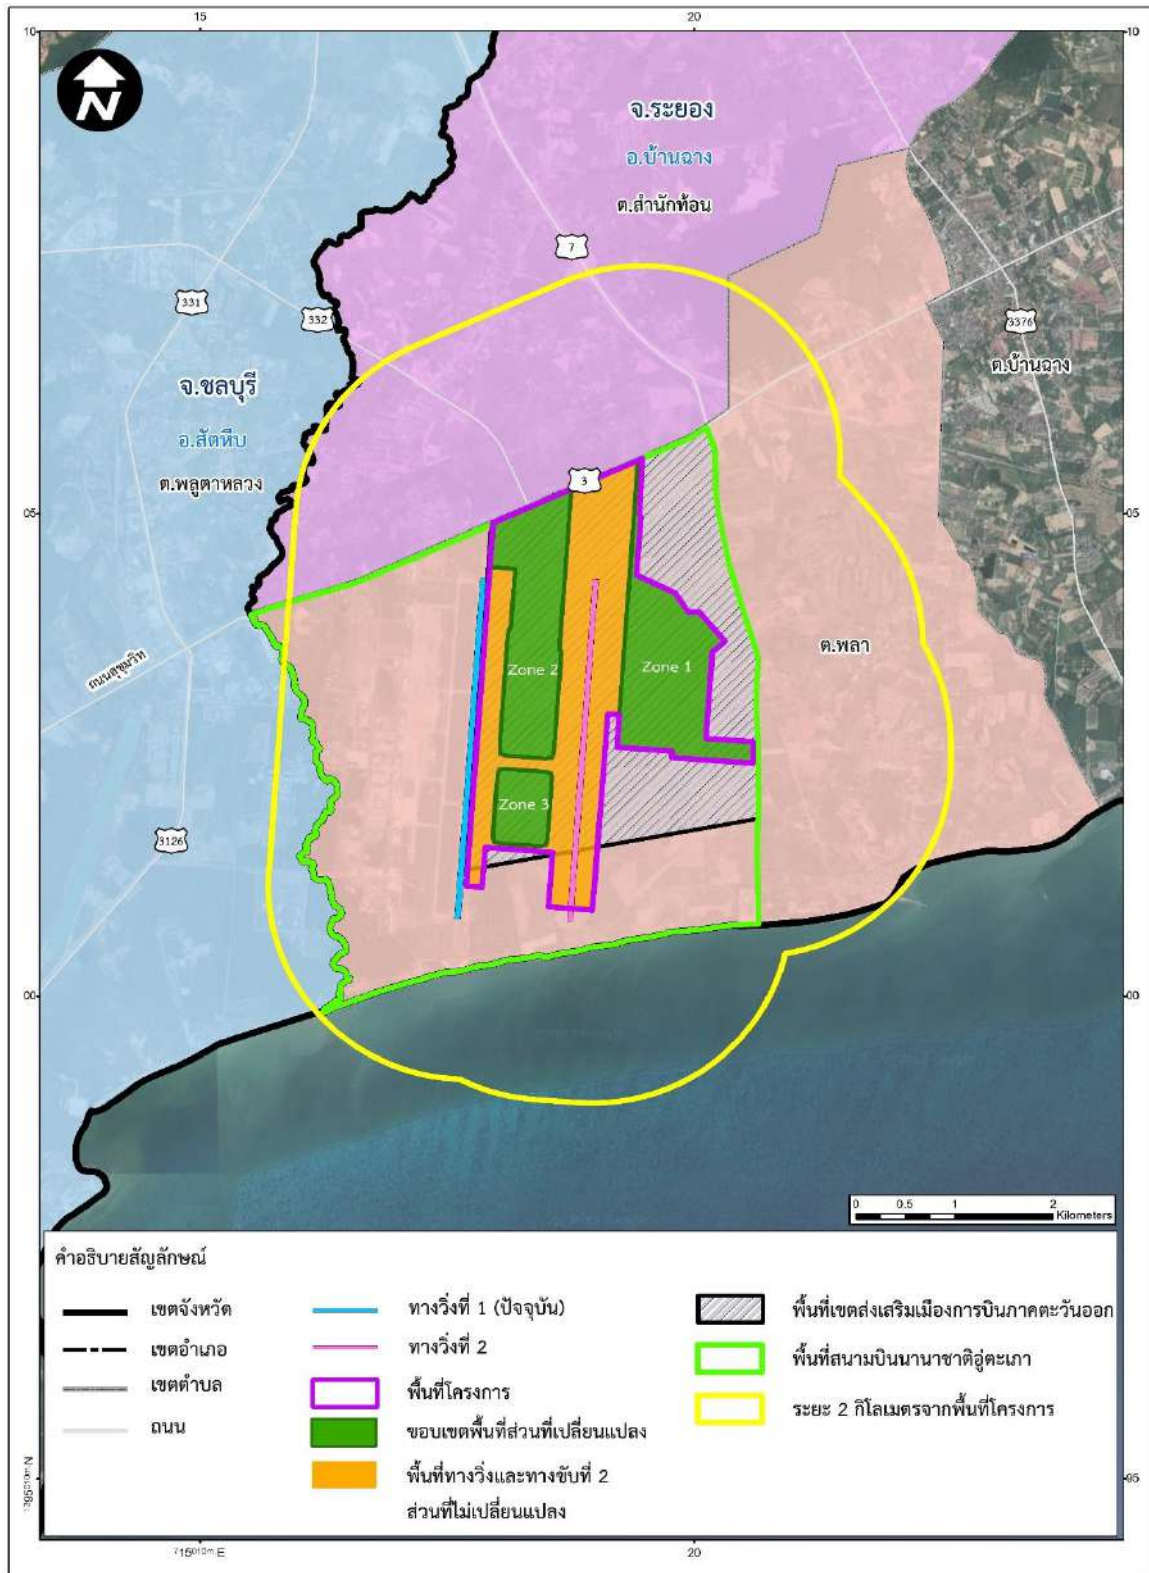 15
20
10
10
N
จ.ระยอง
อ.บ้านฉาง
ต.สำนักท้อน
7
331
332
3376
ต.บ้านฉาง
จ.ชลบุรี
อ.สัตหีบ
ต.พลูตาหลวง
3
05
05
ต.พลา
Zone 2
Zone 1
ถนนสุขุมวิท
Zone 3
3126
00
00
0 0.5 1 2
Kilometers
คำอธิบายสัญลักษณ์
เขตจังหวัด
เขตอำเภอ
เขตตำบล
ถนน
ทางวิ่งที่ 1 (ปัจจุบัน)
ทางวิ่งที่ 2
พื้นที่โครงการ
ขอบเขตพื้นที่ส่วนที่เปลี่ยนแปลง
พื้นที่ทางวิ่งและทางขับที่ 2
ส่วนที่ไม่เปลี่ยนแปลง
พื้นที่เขตส่งเสริมเมืองการบินภาคตะวันออก
พื้นที่สนามบินนานาชาติอู่ตะเภา
ระยะ 2 กิโลเมตรจากพื้นที่โครงการ
1395010m.N
95
715010m.E
20